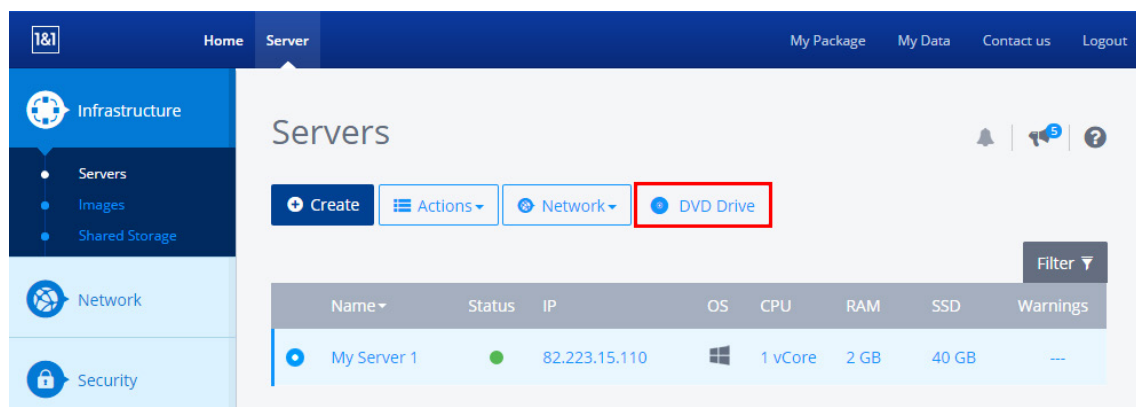 1&1 Home Server My Package My Data Contact us Logout
Infrastructure
Servers
Images
Shared Storage
Network
Security
Servers
5
Create Actions Network DVD Drive
Filter
Name Status IP OS CPU RAM SSD Warnings
My Server 1 82.223.15.110 1 vCore 2 GB 40 GB ---